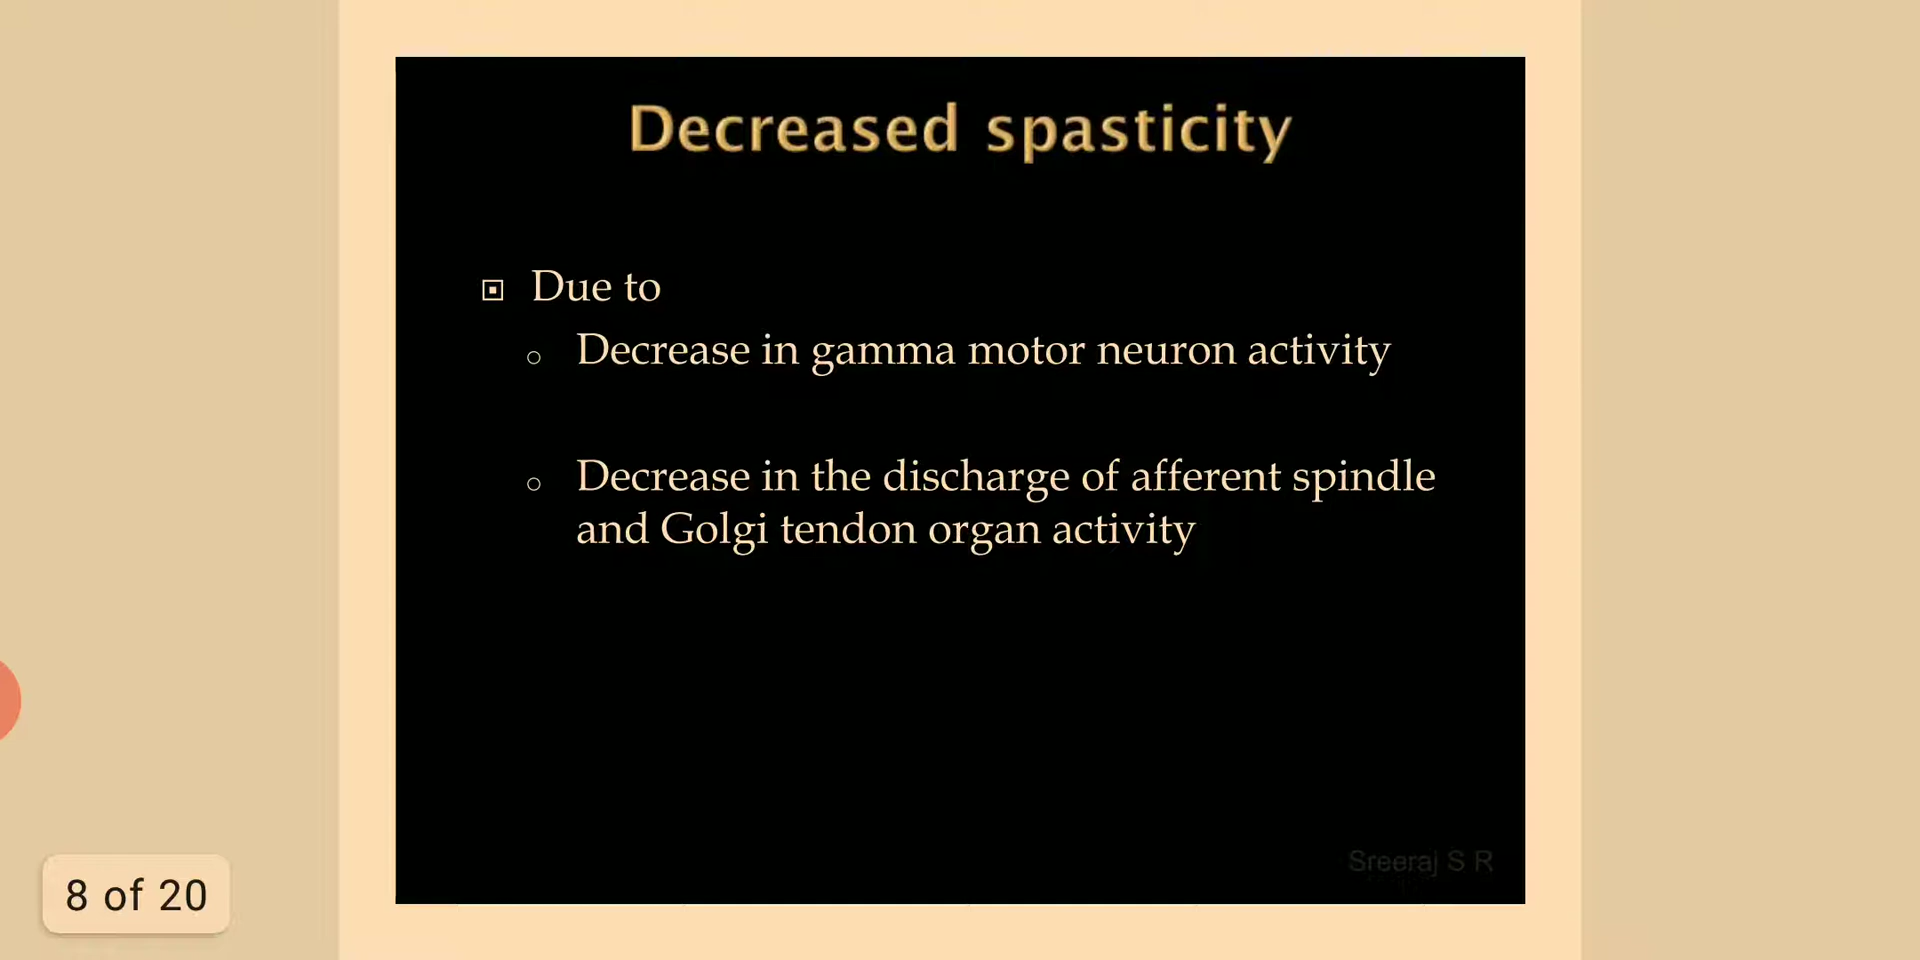 Decreased spasticity
Due to
Decrease in gamma motor neuron activity
Decrease in the discharge of afferent spindle
and Golgi tendon organ activity
Sreeraj S R
8 of 20